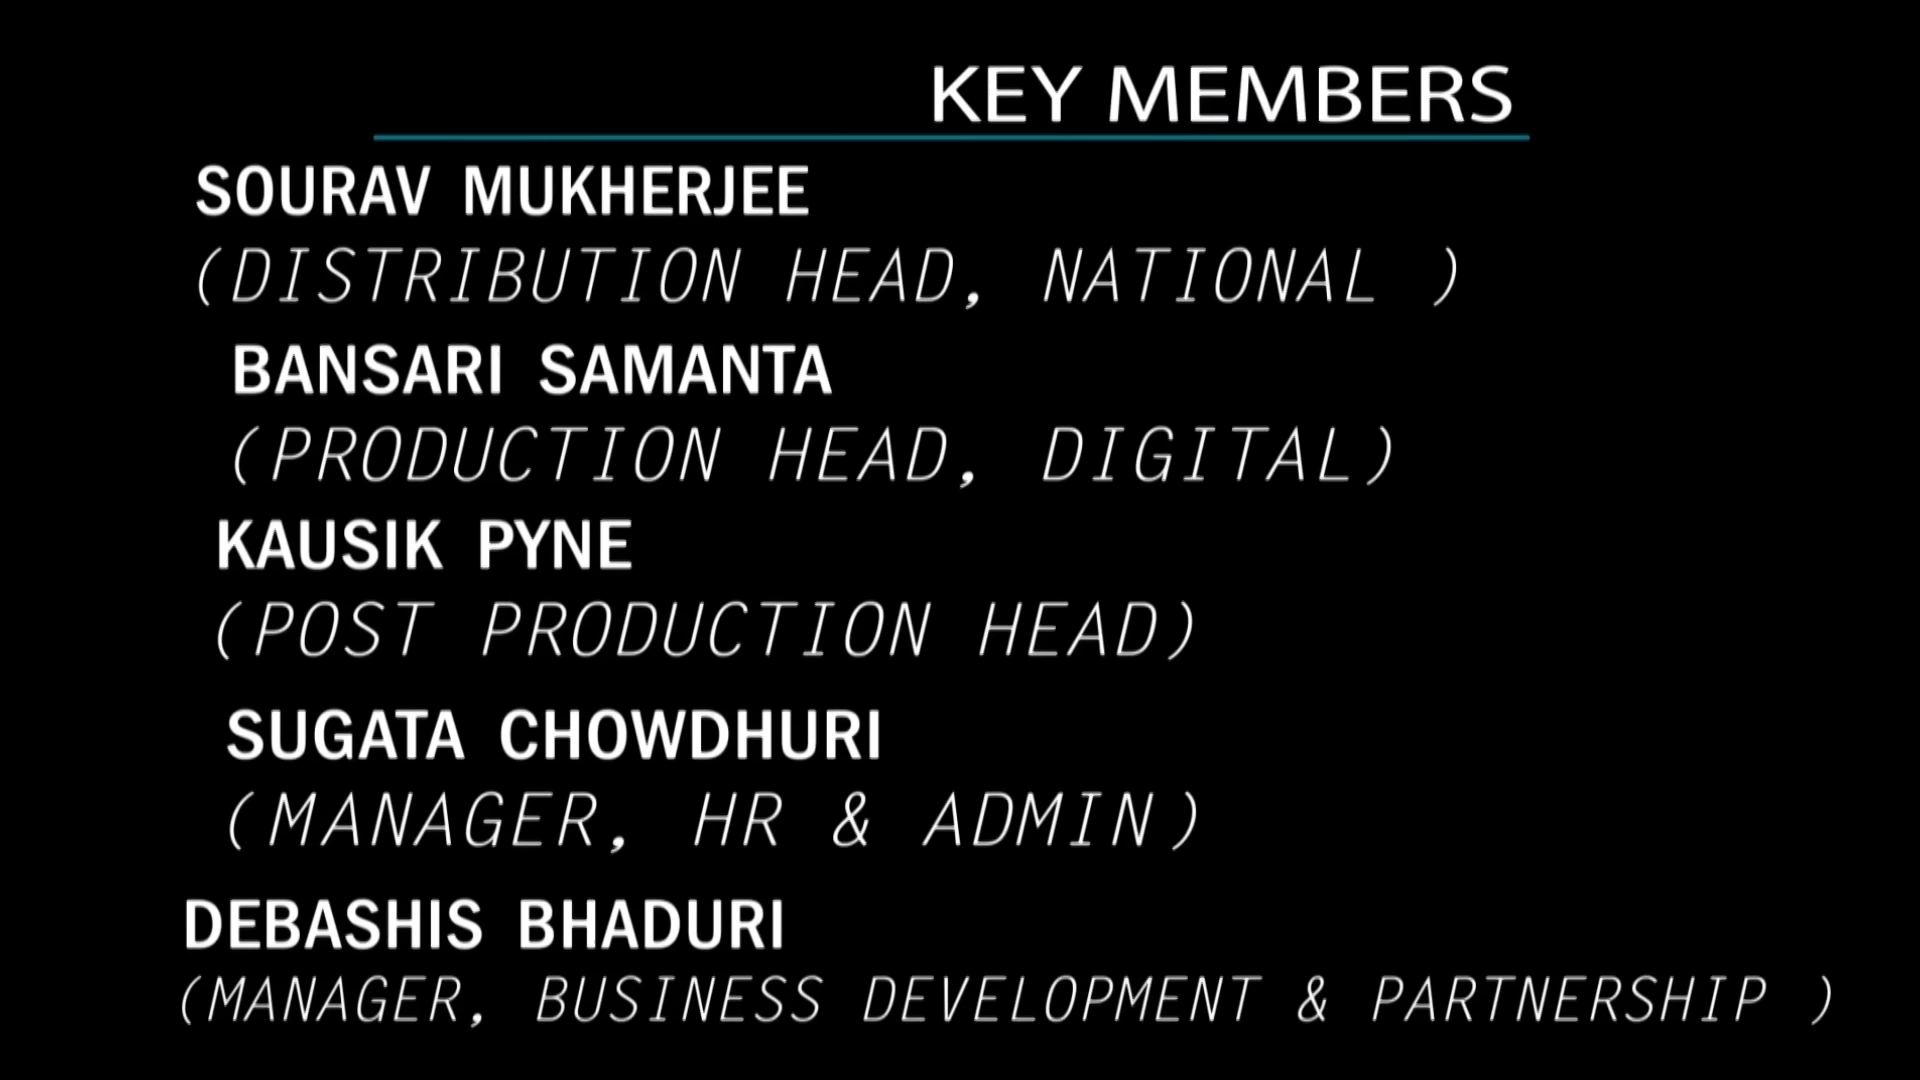 KEY MEMBERS
SOURAV MUKHERJEE
(DISTRIBUTION HEAD, NATIONAL )
BANSARI SAMANTA
(PRODUCTION HEAD, DIGITAL)
KAUSIK PYNE
(POST PRODUCTION HEAD)
SUGATA CHOWDHURI
(MANAGER, HR & ADMIN)
DEBASHIS BHADURI
(MANAGER, BUSINESS DEVELOPMENT & PARTNERSHIP )